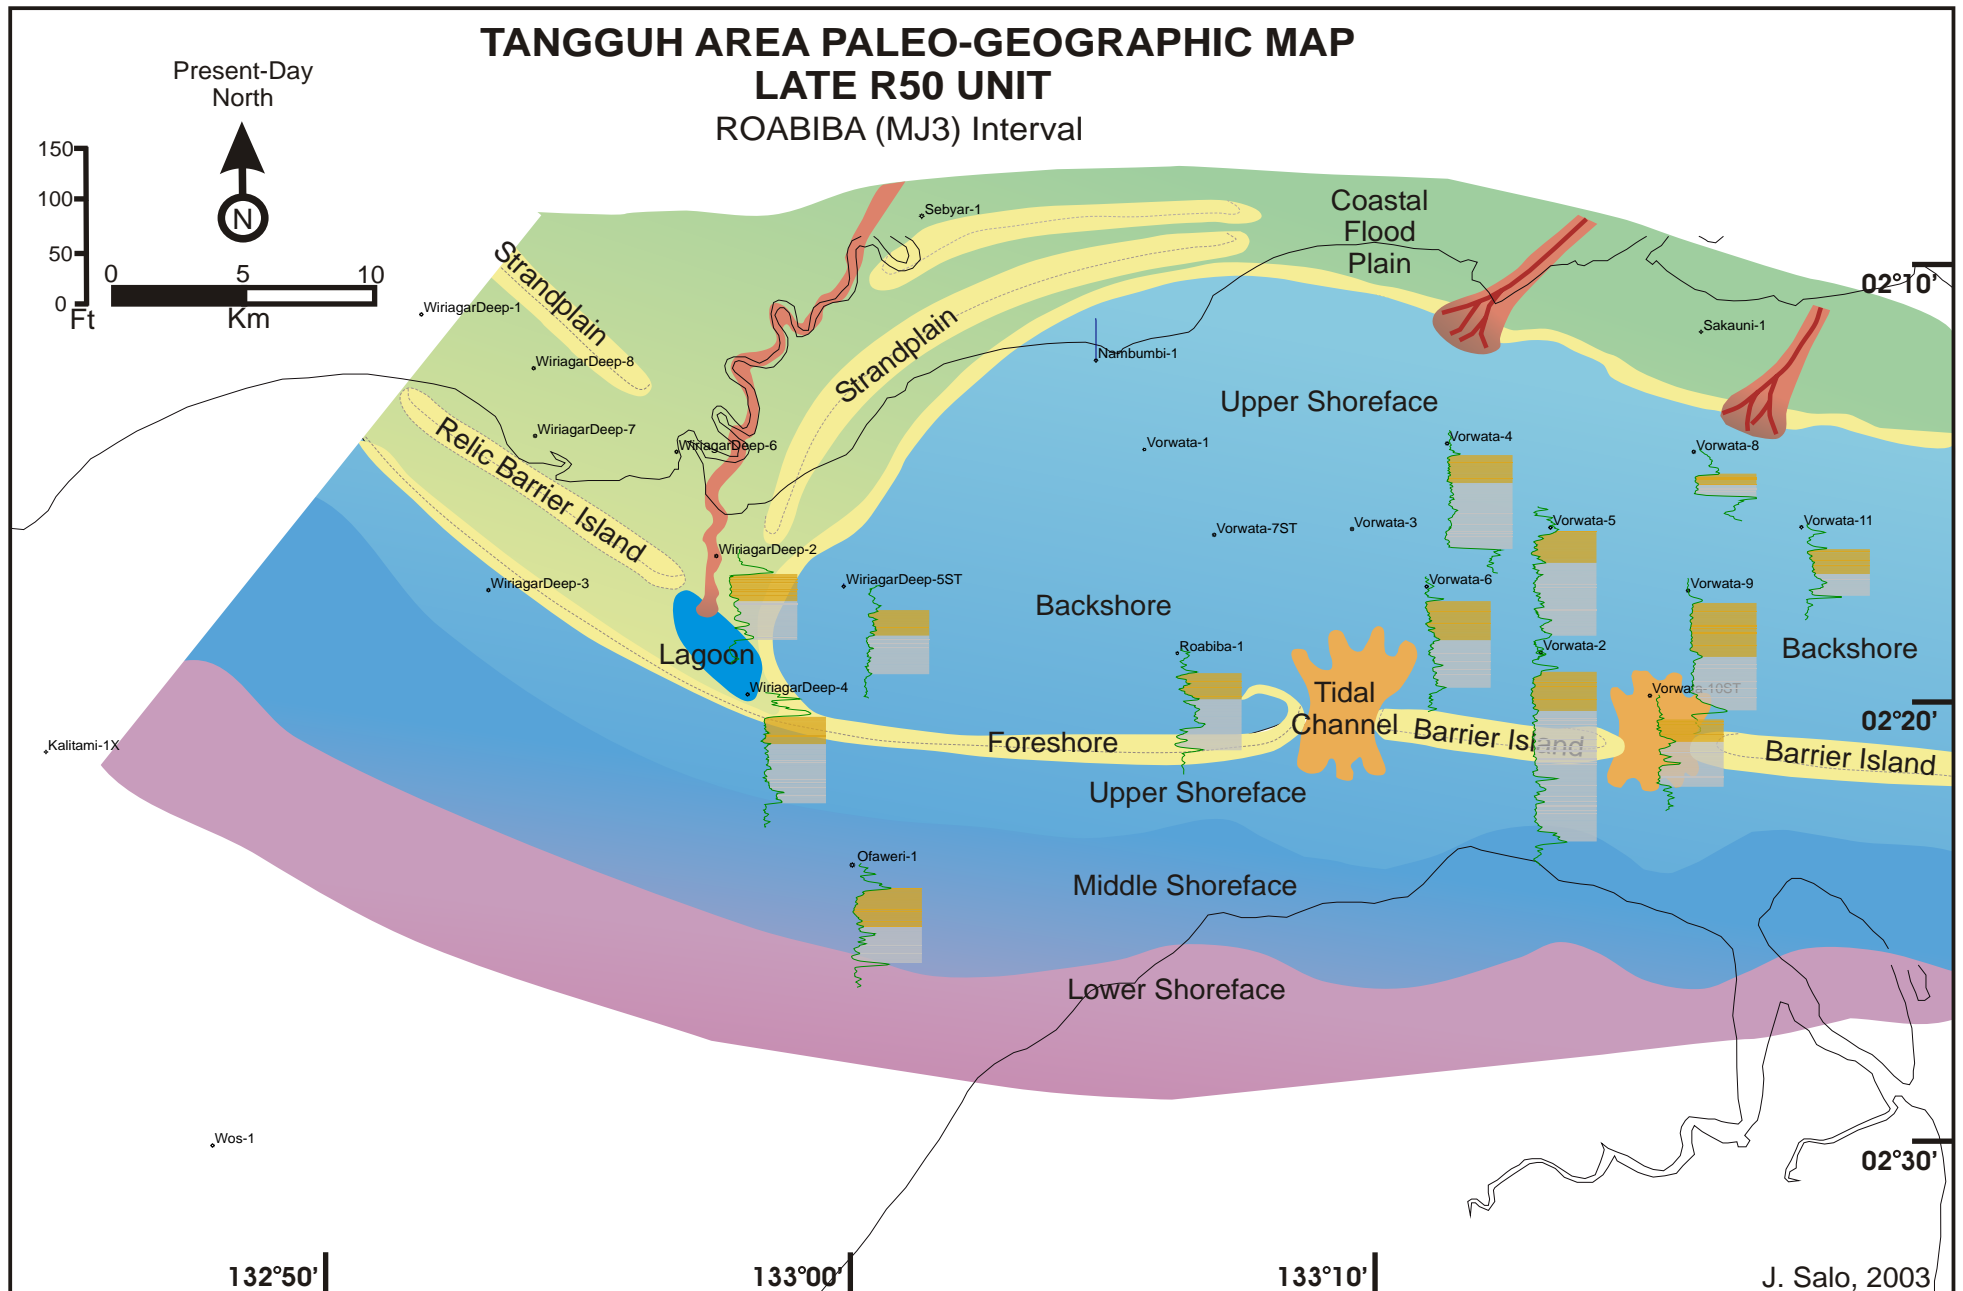 TANGGUH AREA PALEO-GEOGRAPHIC MAP
LATE R50 UNIT
ROABIBA (MJ3) Interval
Present-Day
North
N
150
100
50
0
Ft
0 5 10
Km
Sebyar-1
Coastal
Flood
Plain
02°10'
Strandplain
WiriagarDeep-1
WiriagarDeep-8
Strandplain
Nambumbi-1
Sakauni-1
Upper Shoreface
Relic Barrier Island
WiriagarDeep-7
WiriagarDeep-6
Vorwata-1
Vorwata-4
Vorwata-8
Vorwata-7ST
Vorwata-3
Vorwata-5
Vorwata-11
WiriagarDeep-2
WiriagarDeep-3
WiriagarDeep-5ST
Vorwata-6
Vorwata-9
Backshore
Backshore
Lagoon
Roabiba-1
Vorwata-2
WiriagarDeep-4
Tidal
Channel
Vorwata-10ST
02°20'
Kalitami-1X
Foreshore
Barrier Island
Barrier Island
Upper Shoreface
Ofaweri-1
Middle Shoreface
Lower Shoreface
Wos-1
02°30'
132°50'
133°00'
133°10'
J. Salo, 2003